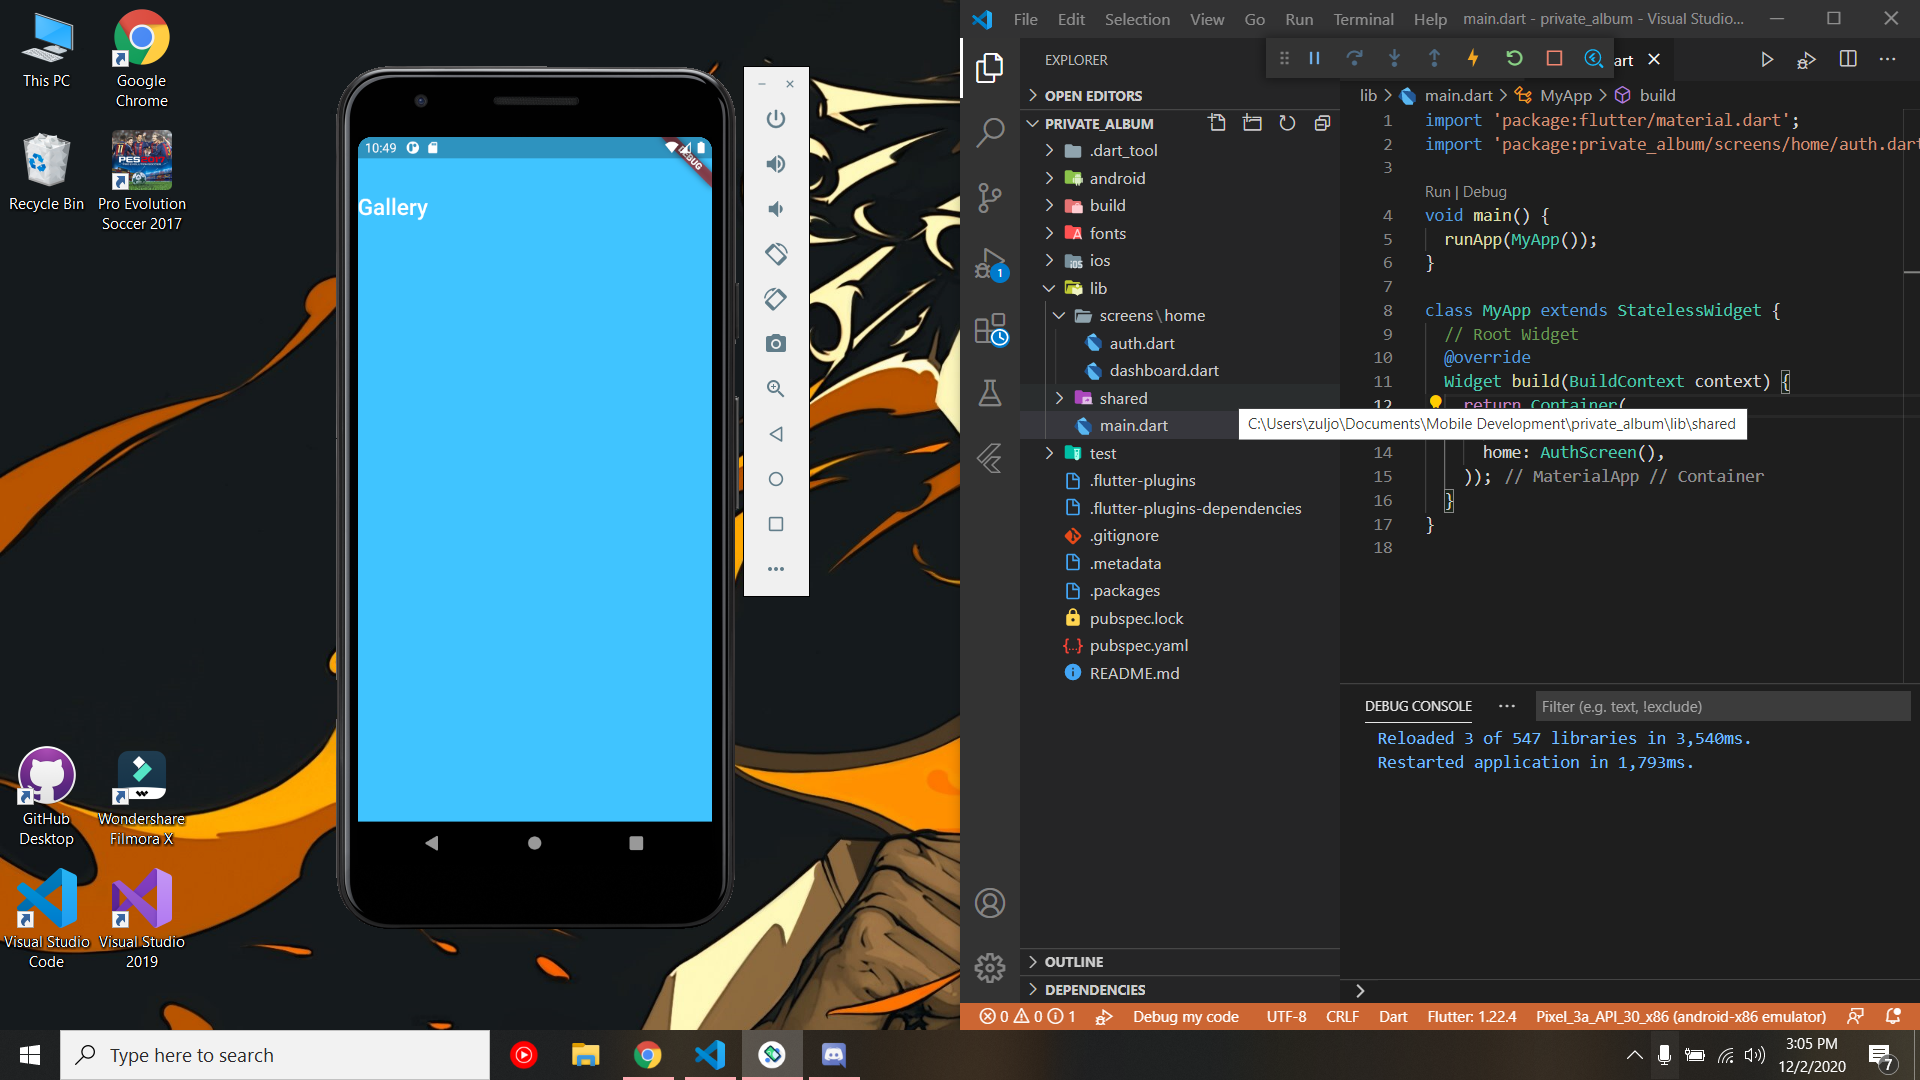 This PC
Google
Chrome
Recycle Bin
Pro Evolution
Soccer 2017
PES2017
GitHub
Desktop
Wondershare
Filmora X
Visual Studio
Code
Visual Studio
2019
10:49
DEBUG
Gallery
File Edit Selection View Go Run Terminal Help main.dart - private_album - Visual Studio...
EXPLORER
art
OPEN EDITORS
PRIVATE_ALBUM
.dart_tool
android
build
fonts
ios
lib
screens\home
auth.dart
dashboard.dart
shared
main.dart
test
.flutter-plugins
.flutter-plugins-dependencies
.gitignore
.metadata
.packages
pubspec.lock
pubspec.yaml
README.md
OUTLINE
DEPENDENCIES
1
lib > main.dart > MyApp > build
1 import 'package:flutter/material.dart';
2 import 'package:private_album/screens/home/auth.dart
3
Run | Debug
4 void main() {
5 runApp(MyApp());
6 }
7
8 class MyApp extends StatelessWidget {
9 // Root Widget
10 @override
11 Widget build(BuildContext context) {
12 return Container(
C:\Users\zuljo\Documents\Mobile Development\private_album\lib\shared
14 home: AuthScreen(),
15 )); // MaterialApp // Container
16 }
17 }
18
DEBUG CONSOLE
Filter (e.g. text, !exclude)
Reloaded 3 of 547 libraries in 3,540ms.
Restarted application in 1,793ms.
0 0 1 Debug my code UTF-8 CRLF Dart Flutter: 1.22.4 Pixel_3a_API_30_x86 (android-x86 emulator)
Type here to search
3:05 PM
12/2/2020
7